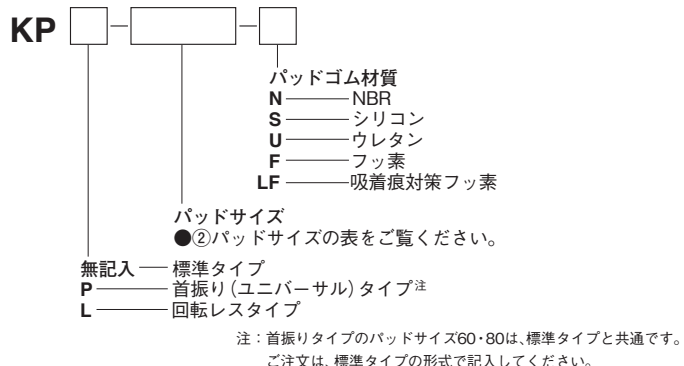 KP □－□－□
パッドゴム材質
N NBR
S シリコン
U ウレタン
F フッ素
LF 吸着痕対策フッ素
パッドサイズ
●②パッドサイズの表をご覧ください。
無記入 標準タイプ
P 首振り（ユニバーサル）タイプ注
L 回転レスタイプ
注：首振りタイプのパッドサイズ60・80は、標準タイプと共通です。
ご注文は、標準タイプの形式で記入してください。